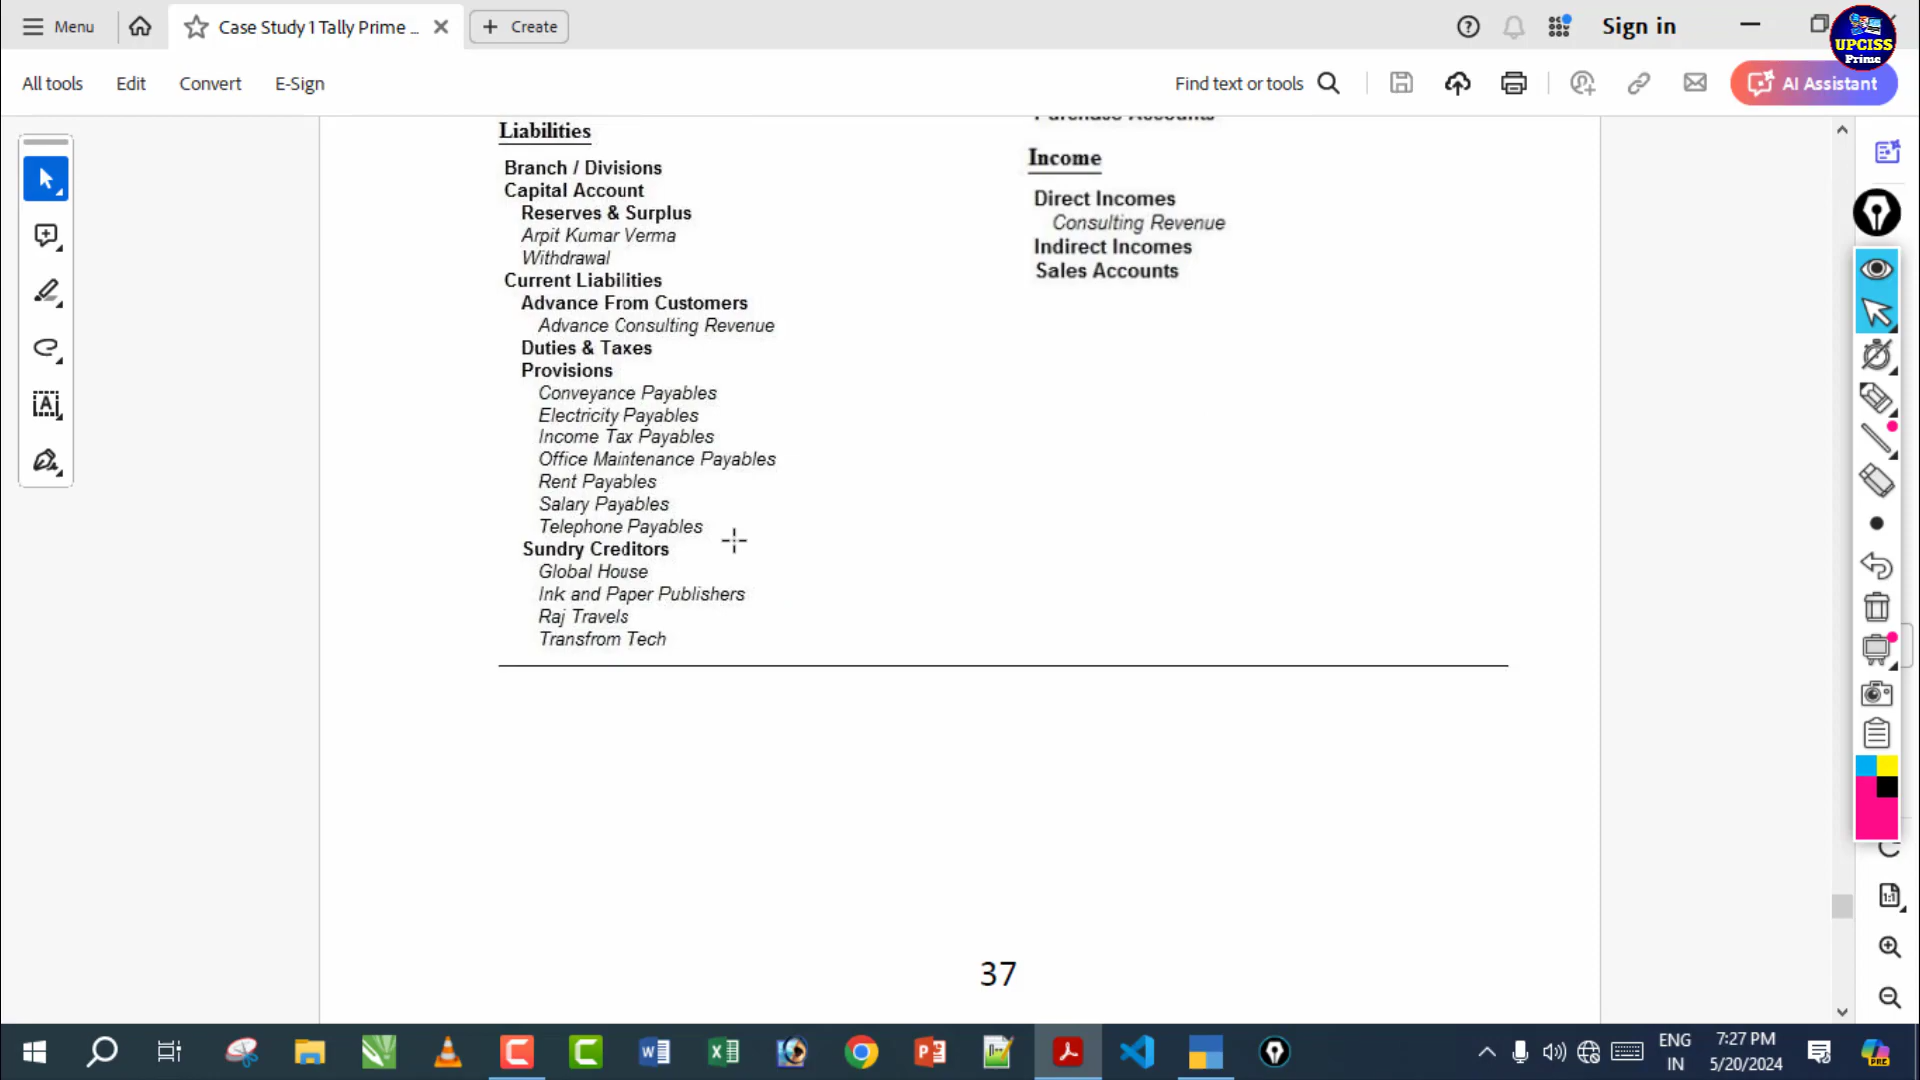 Menu
Case Study 1 Tally Prime ...
Create
Sign in
UPCISS
Prime
All tools
Edit
Convert
E-Sign
Find text or tools
AI Assistant
Liabilities
Branch / Divisions
Capital Account
Reserves & Surplus
Arpit Kumar Verma
Withdrawal
Current Liabilities
Advance From Customers
Advance Consulting Revenue
Duties & Taxes
Provisions
Conveyance Payables
Electricity Payables
Income Tax Payables
Office Maintenance Payables
Rent Payables
Salary Payables
Telephone Payables
Sundry Creditors
Global House
Ink and Paper Publishers
Raj Travels
Transfrom Tech
Purchase Accounts
Income
Direct Incomes
Consulting Revenue
Indirect Incomes
Sales Accounts
37
ENG
IN
7:27 PM
5/20/2024